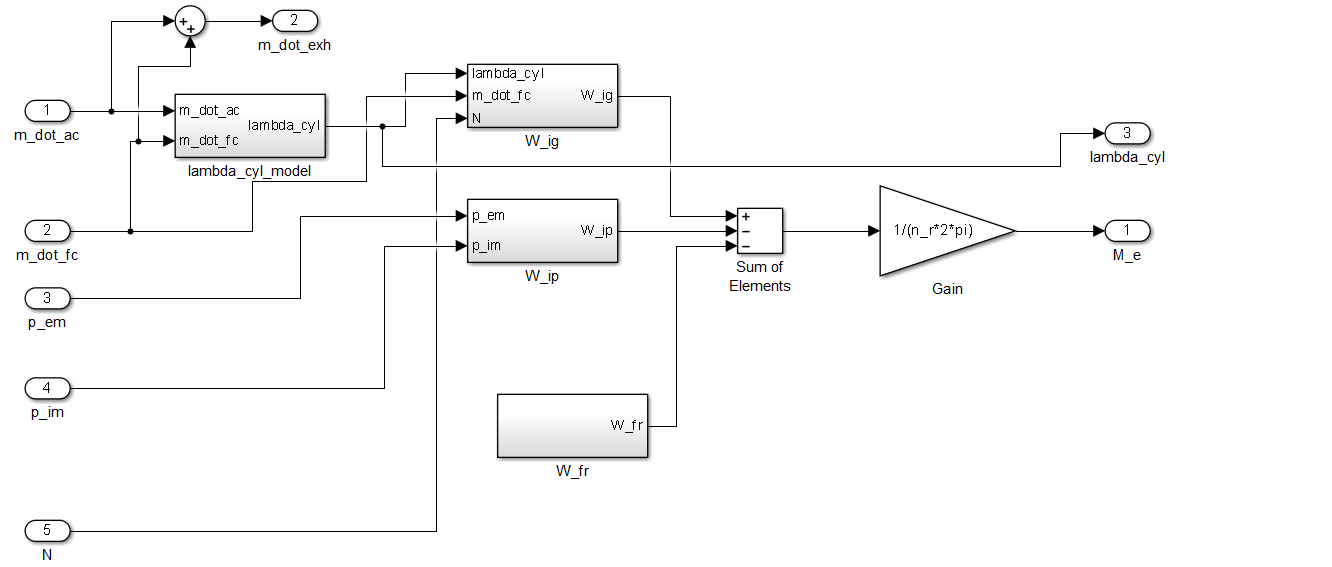 +
+
2
m_dot_exh
1
m_dot_ac
m_dot_ac
m_dot_fc
lambda_cyl
lambda_cyl_model
lambda_cyl
m_dot_fc
N
W_ig
W_ig
3
lambda_cyl
2
m_dot_fc
p_em
p_im
W_ip
W_ip
+
−
−
Sum of
Elements
1/(n_r*2*pi)
Gain
1
M_e
3
p_em
4
p_im
W_fr
W_fr
5
N